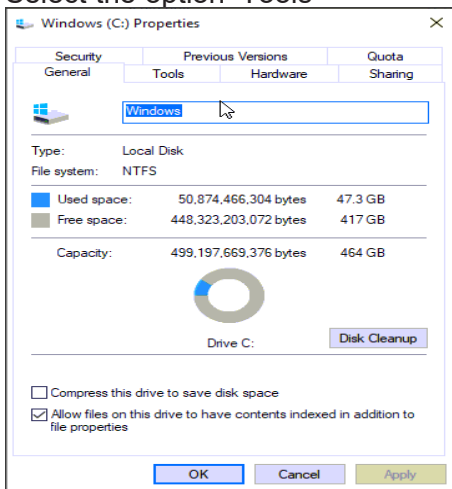 Select the option "Tools"
Windows (C:) Properties
Security Previous Versions Quota
General Tools Hardware Sharing
Windows
Type: Local Disk
File system: NTFS
Used space: 50,874,466,304 bytes 47.3 GB
Free space: 448,323,203,072 bytes 417 GB
Capacity: 499,197,669,376 bytes 464 GB
Drive C: Disk Cleanup
Compress this drive to save disk space
Allow files on this drive to have contents indexed in addition to
file properties
OK Cancel Apply